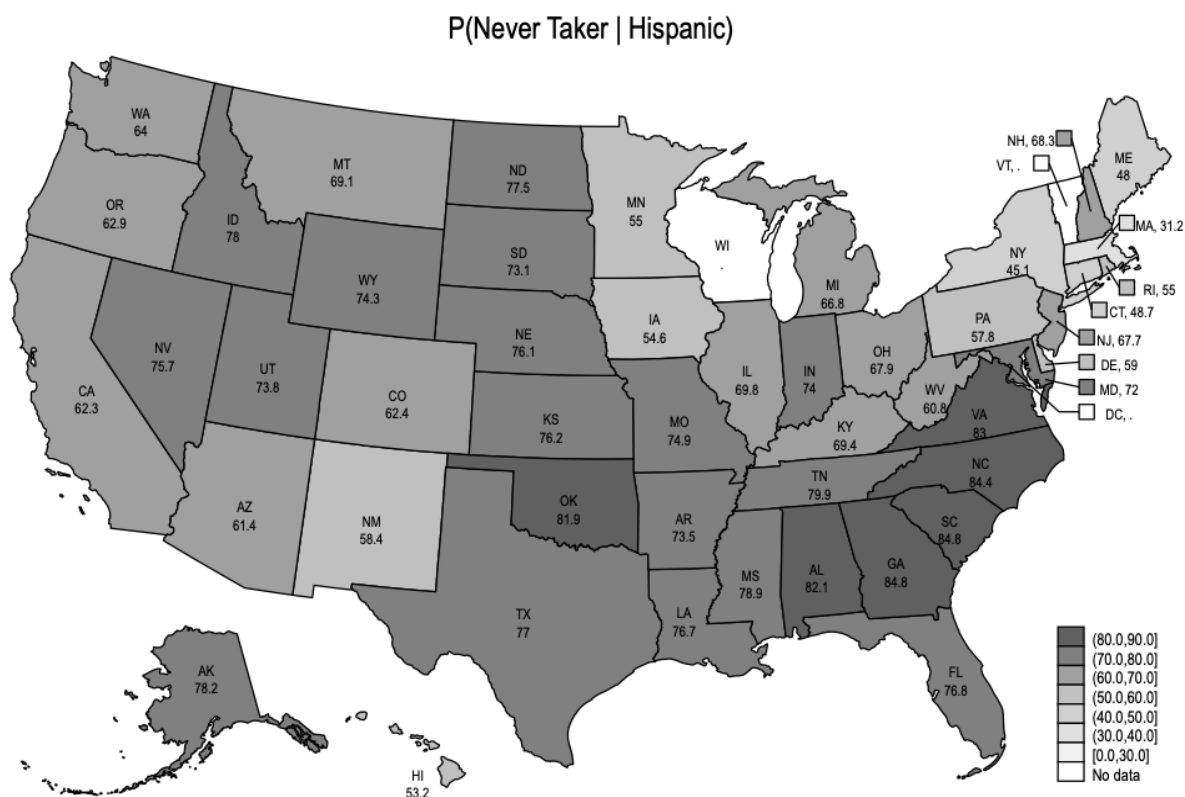 P(Never Taker | Hispanic)
WA
64
OR
62.9
CA
62.3
ID
78
NV
75.7
MT
69.1
WY
74.3
UT
73.8
AZ
61.4
CO
62.4
NM
58.4
ND
77.5
SD
73.1
NE
76.1
KS
76.2
OK
81.9
TX
77
MN
55
IA
54.6
MO
74.9
AR
73.5
LA
76.7
WI
.
IL
69.8
MI
66.8
IN
74
OH
67.9
KY
69.4
TN
79.9
MS
78.9
AL
82.1
GA
84.8
FL
76.8
SC
84.8
NC
84.4
VA
83
WV
60.8
PA
57.8
NY
45.1
ME
48
NH, 68.3
VT, .
MA, 31.2
RI, 55
CT, 48.7
NJ, 67.7
DE, 59
MD, 72
DC, .
AK
78.2
HI
53.2
(80.0,90.0]
(70.0,80.0]
(60.0,70.0]
(50.0,60.0]
(40.0,50.0]
(30.0,40.0]
[0.0,30.0]
No data